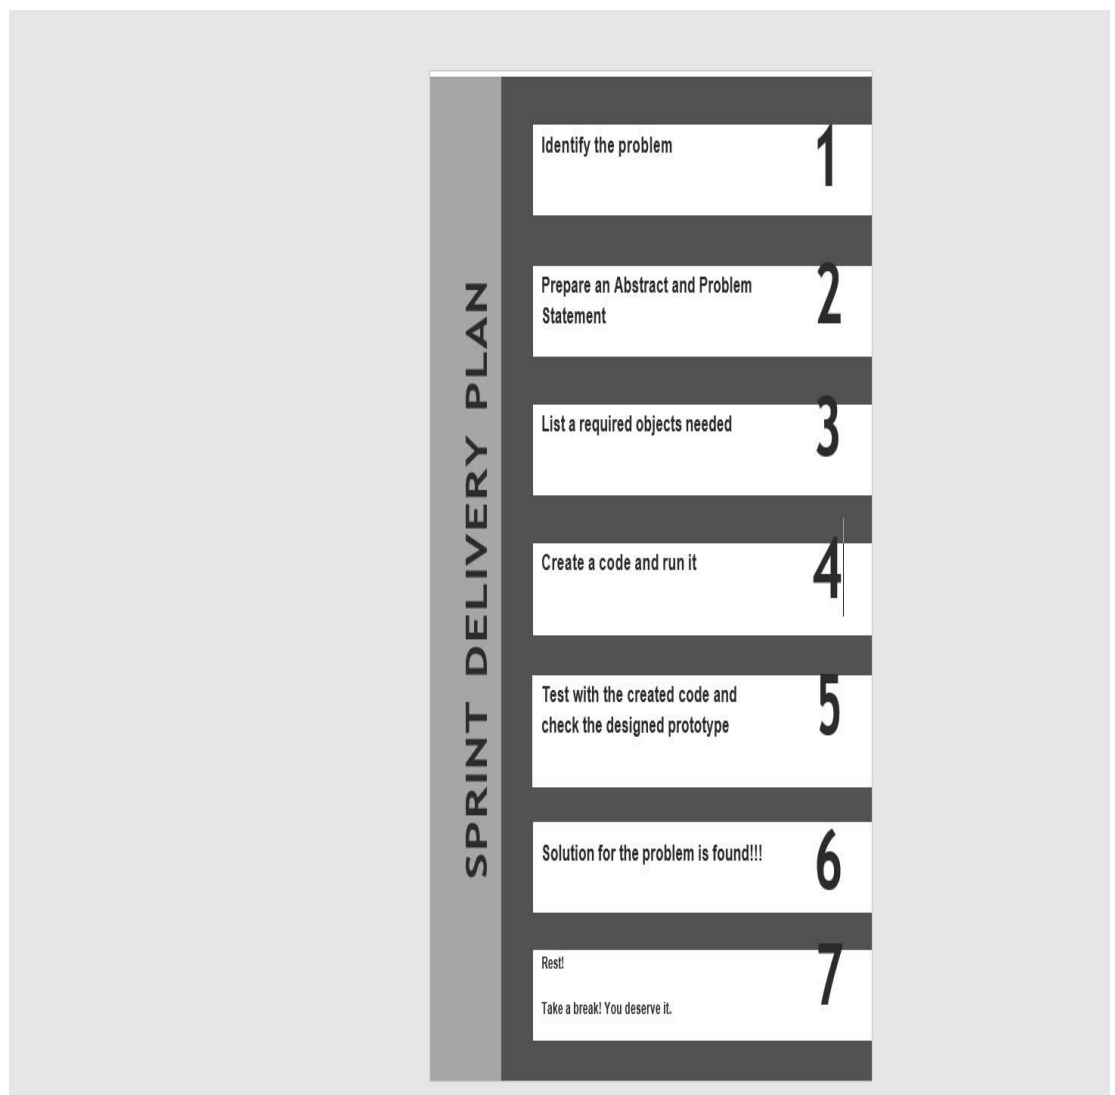 SPRINT DELIVERY PLAN
Identify the problem
1
Prepare an Abstract and Problem
Statement
2
List a required objects needed
3
Create a code and run it
4
Test with the created code and
check the designed prototype
5
Solution for the problem is found!!!
6
Rest!
Take a break! You deserve it.
7